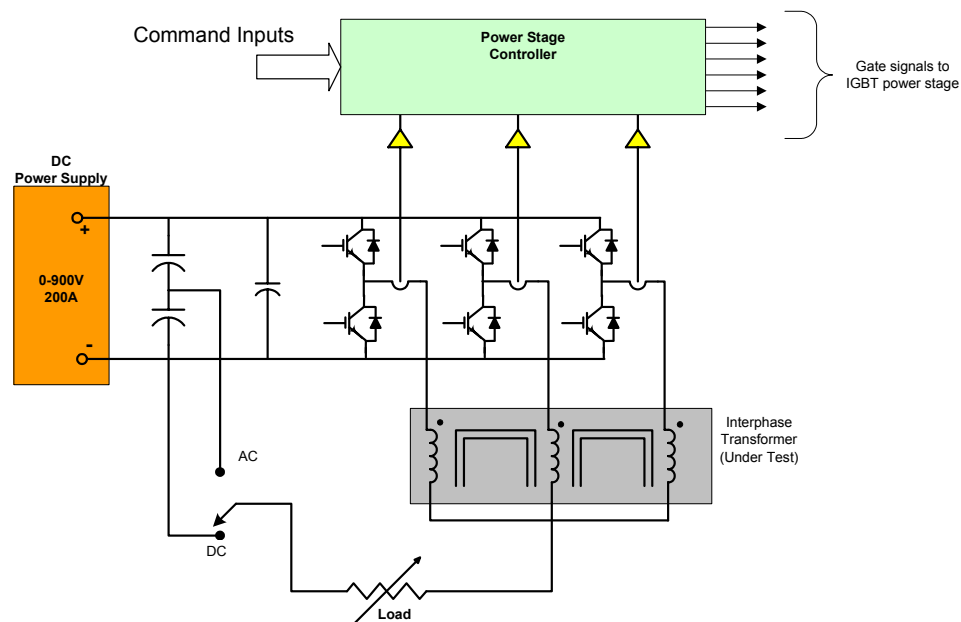 Command Inputs
Power Stage
Controller
Gate signals to
IGBT power stage
DC
Power Supply
+
0-900V
200A
-
Interphase
Transformer
(Under Test)
AC
DC
Load